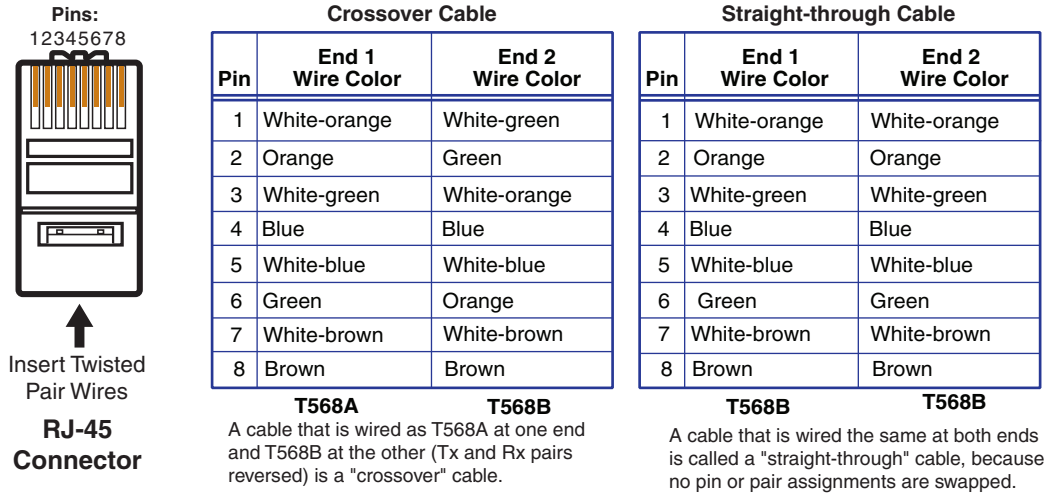 Pins:
12345678
Insert Twisted
Pair Wires
RJ-45
Connector
Crossover Cable
Pin End 1 Wire Color End 2 Wire Color
1 White-orange White-green
2 Orange Green
3 White-green White-orange
4 Blue Blue
5 White-blue White-blue
6 Green Orange
7 White-brown White-brown
8 Brown Brown
T568A T568B
A cable that is wired as T568A at one end
and T568B at the other (Tx and Rx pairs
reversed) is a "crossover" cable.
Straight-through Cable
Pin End 1 Wire Color End 2 Wire Color
1 White-orange White-orange
2 Orange Orange
3 White-green White-green
4 Blue Blue
5 White-blue White-blue
6 Green Green
7 White-brown White-brown
8 Brown Brown
T568B T568B
A cable that is wired the same at both ends
is called a "straight-through" cable, because
no pin or pair assignments are swapped.